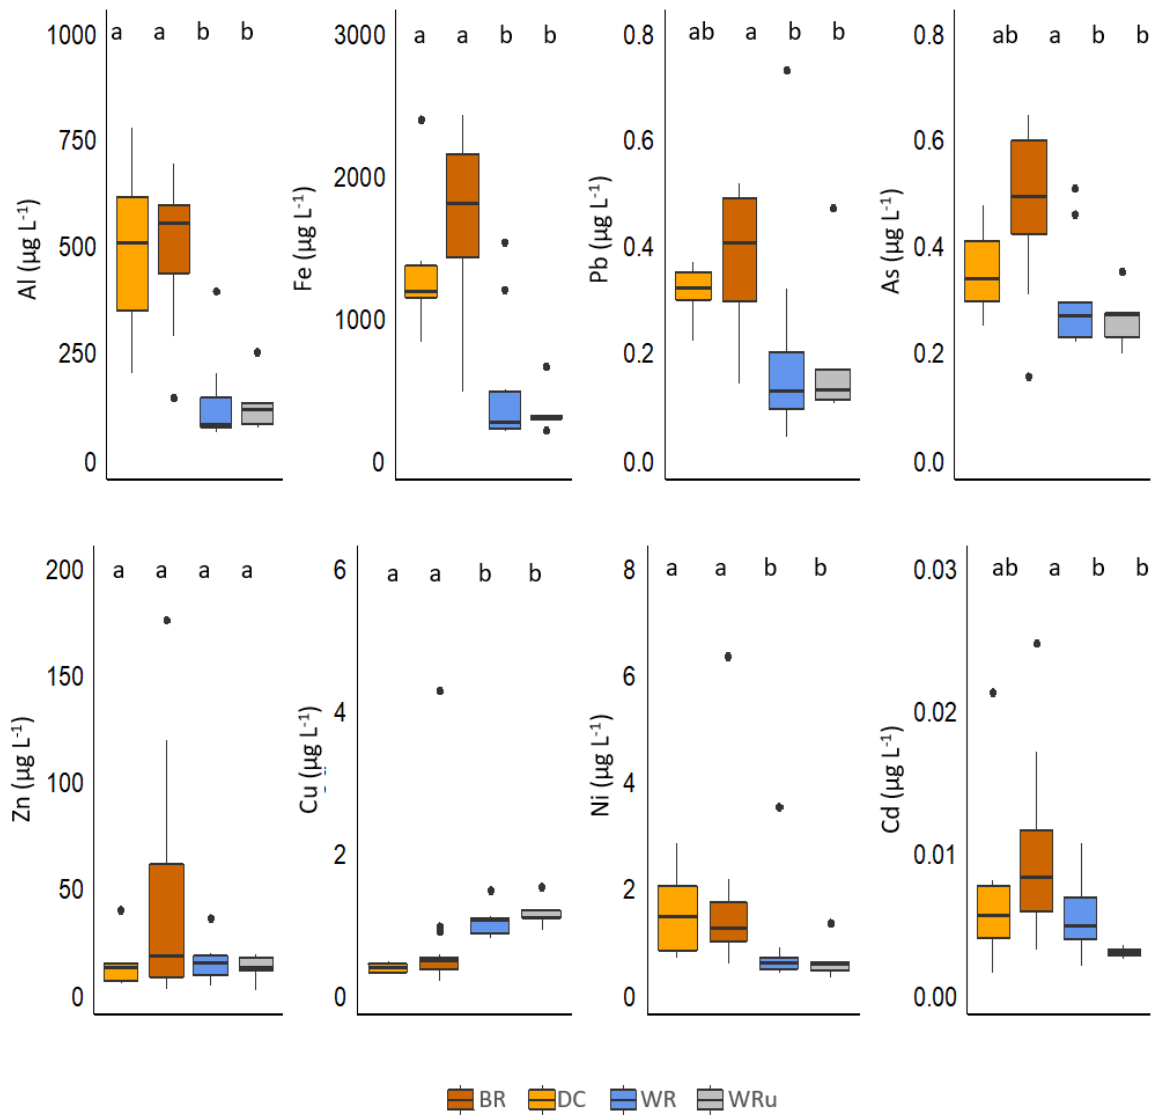 1000 a a b b
750
500
250
0
Al (µg L⁻¹)
3000 a a b b
2000
1000
0
Fe (µg L⁻¹)
0.8 ab a b b
0.6
0.4
0.2
0.0
Pb (µg L⁻¹)
0.8 ab a b b
0.6
0.4
0.2
0.0
As (µg L⁻¹)
200 a a a a
150
100
50
0
Zn (µg L⁻¹)
6 a a b b
4
2
0
Cu (µg L⁻¹)
8 a a b b
6
4
2
0
Ni (µg L⁻¹)
0.03 ab a b b
0.02
0.01
0.00
Cd (µg L⁻¹)
BR DC WR WRu